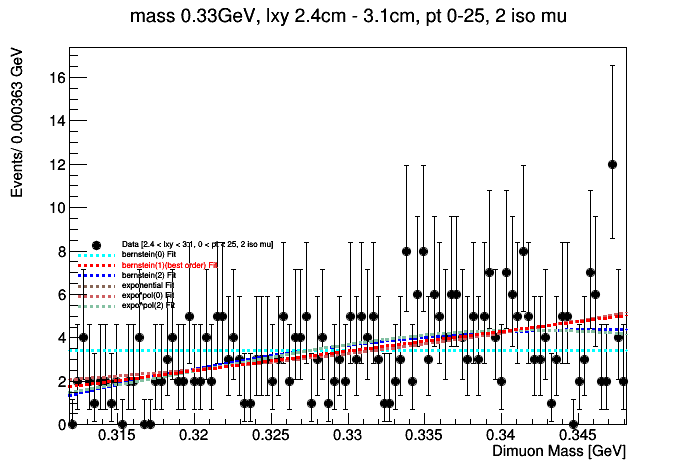 mass 0.33GeV, lxy 2.4cm - 3.1cm, pt 0-25, 2 iso mu
Events/ 0.000363 GeV
16
14
12
10
8
6
4
2
0
Data [2.4 < lxy < 3.1, 0 < pt < 25, 2 iso mu]
bernstein(0) Fit
bernstein(1)(best order) Fit
bernstein(2) Fit
exponential Fit
expo*pol(0) Fit
expo*pol(2) Fit
0.315 0.32 0.325 0.33 0.335 0.34 0.345
Dimuon Mass [GeV]